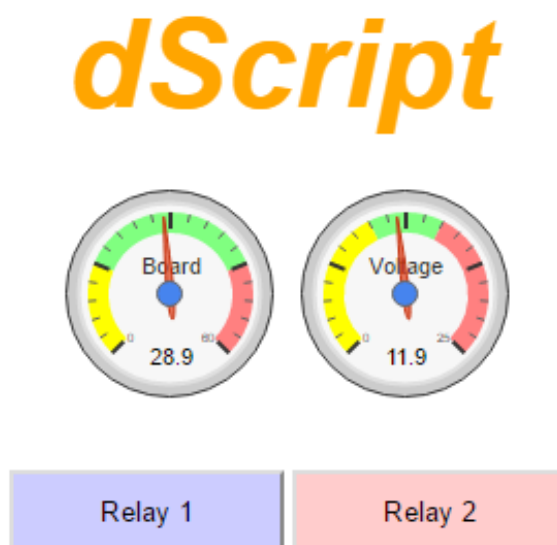 dScript
Board Voltage
0 60 0 25
28.9 11.9
Relay 1 Relay 2